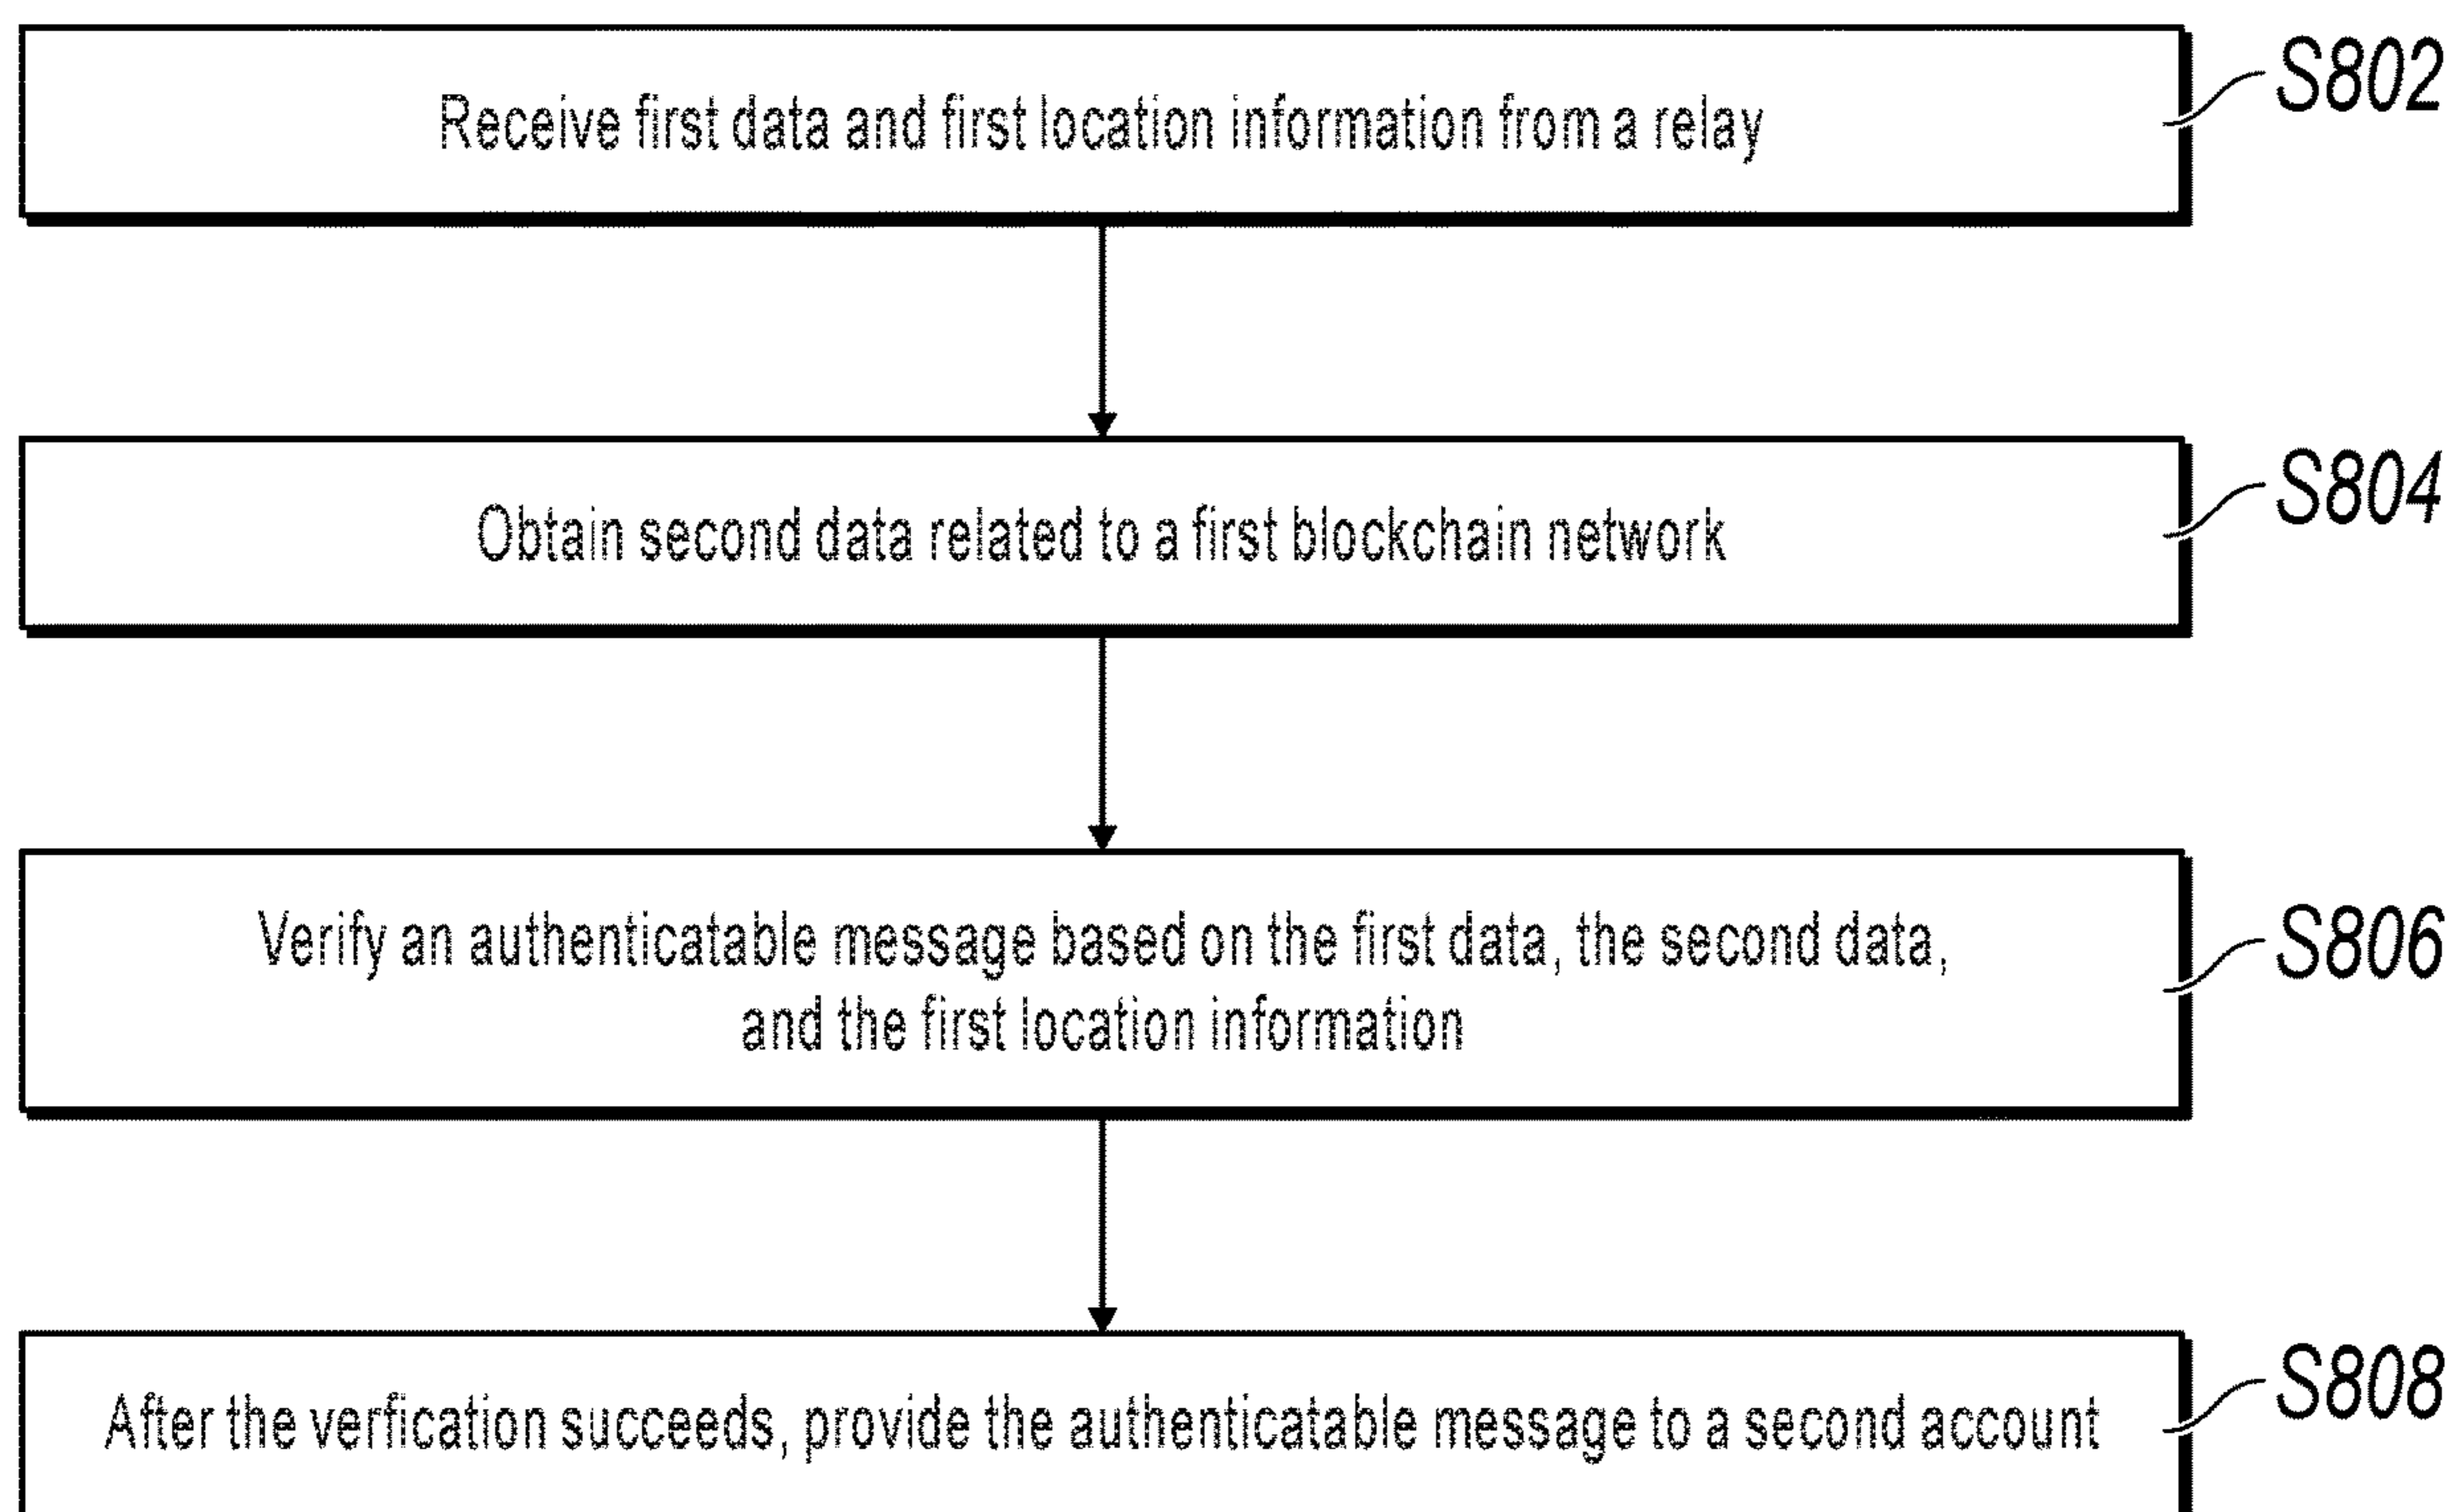 Receive first data and first location information from a relay
S802
Obtain second data related to a first blockchain network
S804
Verify an authenticatable message based on the first data, the second data,
and the first location information
S806
After the verfication succeeds, provide the authenticatable message to a second account
S808